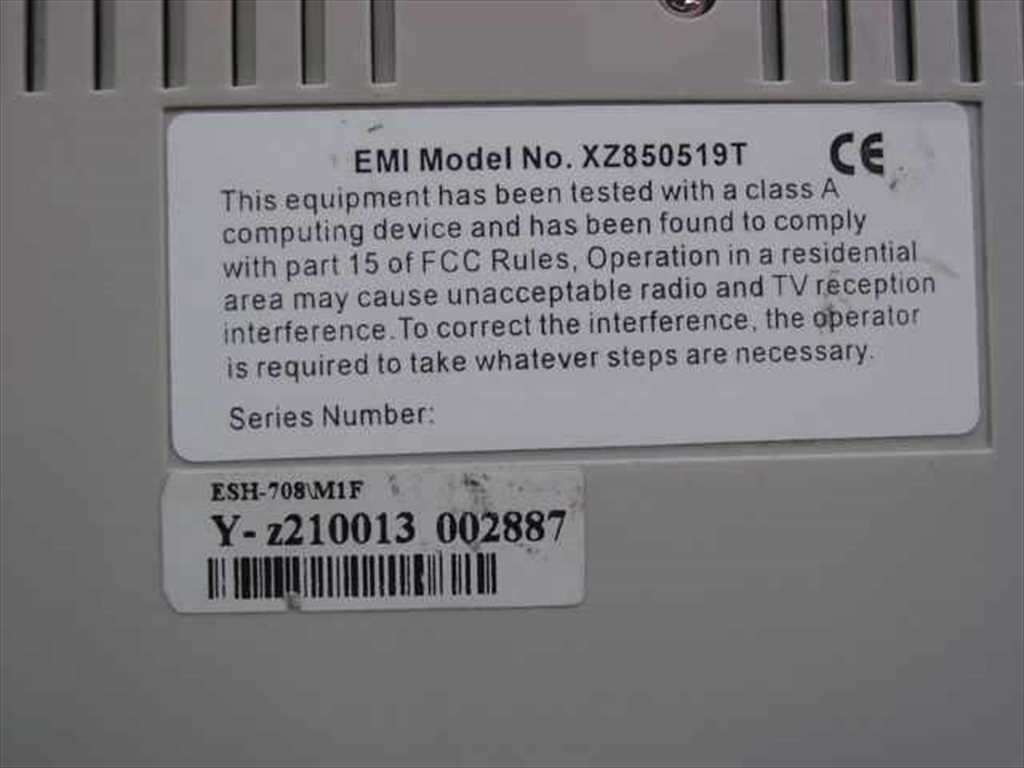 EMI Model No. XZ850519T CE
This equipment has been tested with a class A
computing device and has been found to comply
with part 15 of FCC Rules, Operation in a residential
area may cause unacceptable radio and TV reception
interference. To correct the interference, the operator
is required to take whatever steps are necessary.
Series Number:
ESH-708\M1F
Y- z210013 002887